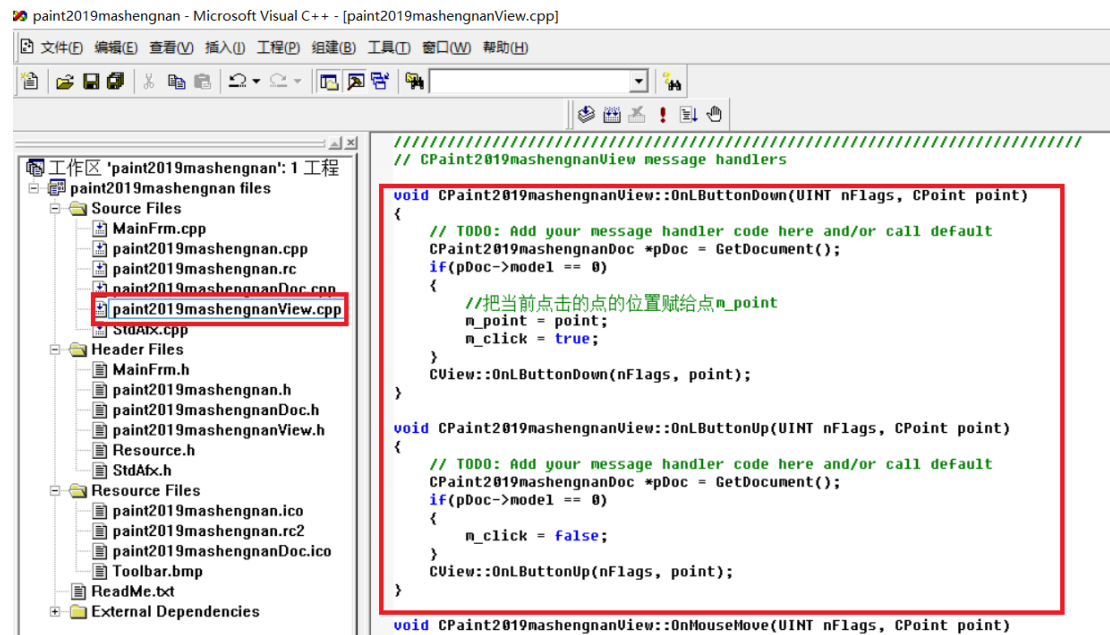 paint2019mashengnan - Microsoft Visual C++ - [paint2019mashengnanView.cpp]
文件(F) 编辑(E) 查看(V) 插入(I) 工程(P) 组建(B) 工具(T) 窗口(W) 帮助(H)
工作区 'paint2019mashengnan': 1 工程
paint2019mashengnan files
Source Files
MainFrm.cpp
paint2019mashengnan.cpp
paint2019mashengnan.rc
paint2019mashengnanDoc.cpp
paint2019mashengnanView.cpp
StdAfx.cpp
Header Files
MainFrm.h
paint2019mashengnan.h
paint2019mashengnanDoc.h
paint2019mashengnanView.h
Resource.h
StdAfx.h
Resource Files
paint2019mashengnan.ico
paint2019mashengnan.rc2
paint2019mashengnanDoc.ico
Toolbar.bmp
ReadMe.txt
External Dependencies
/////////////////////////////////////////////////////////////////////////////
// CPaint2019mashengnanView message handlers
void CPaint2019mashengnanView::OnLButtonDown(UINT nFlags, CPoint point)
{
// TODO: Add your message handler code here and/or call default
CPaint2019mashengnanDoc *pDoc = GetDocument();
if(pDoc->model == 0)
{
//把当前点击的点的位置赋给点m_point
m_point = point;
m_click = true;
}
CView::OnLButtonDown(nFlags, point);
}
void CPaint2019mashengnanView::OnLButtonUp(UINT nFlags, CPoint point)
{
// TODO: Add your message handler code here and/or call default
CPaint2019mashengnanDoc *pDoc = GetDocument();
if(pDoc->model == 0)
{
m_click = false;
}
CView::OnLButtonUp(nFlags, point);
}
void CPaint2019mashengnanView::OnMouseMove(UINT nFlags, CPoint point)